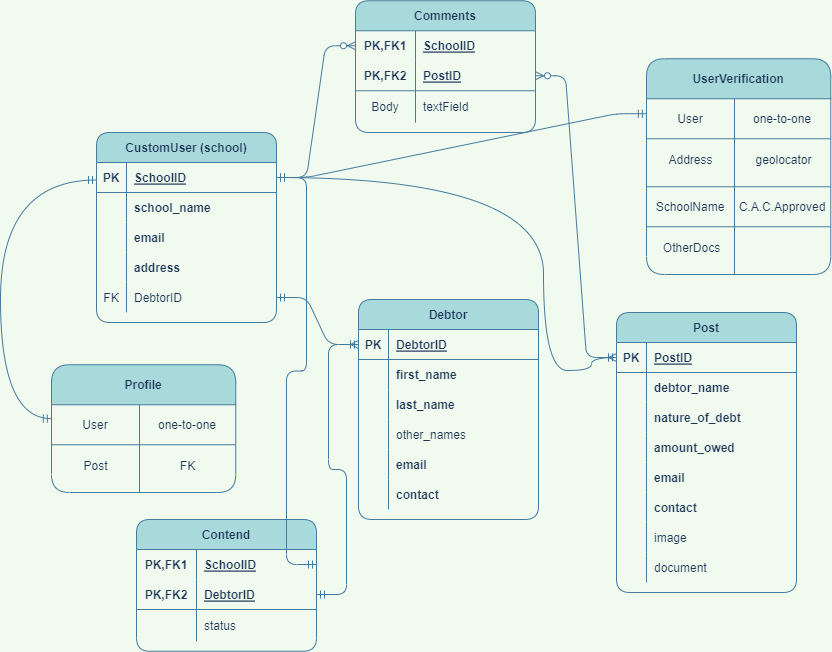 Comments
PK,FK1 SchoolID
PK,FK2 PostID
Body textField
UserVerification
User one-to-one
Address geolocator
SchoolName C.A.C.Approved
OtherDocs
CustomUser (school)
PK SchoolID
school_name
email
address
FK DebtorID
Debtor
PK DebtorID
first_name
last_name
other_names
email
contact
Post
PK PostID
debtor_name
nature_of_debt
amount_owed
email
contact
image
document
Profile
User one-to-one
Post FK
Contend
PK,FK1 SchoolID
PK,FK2 DebtorID
status